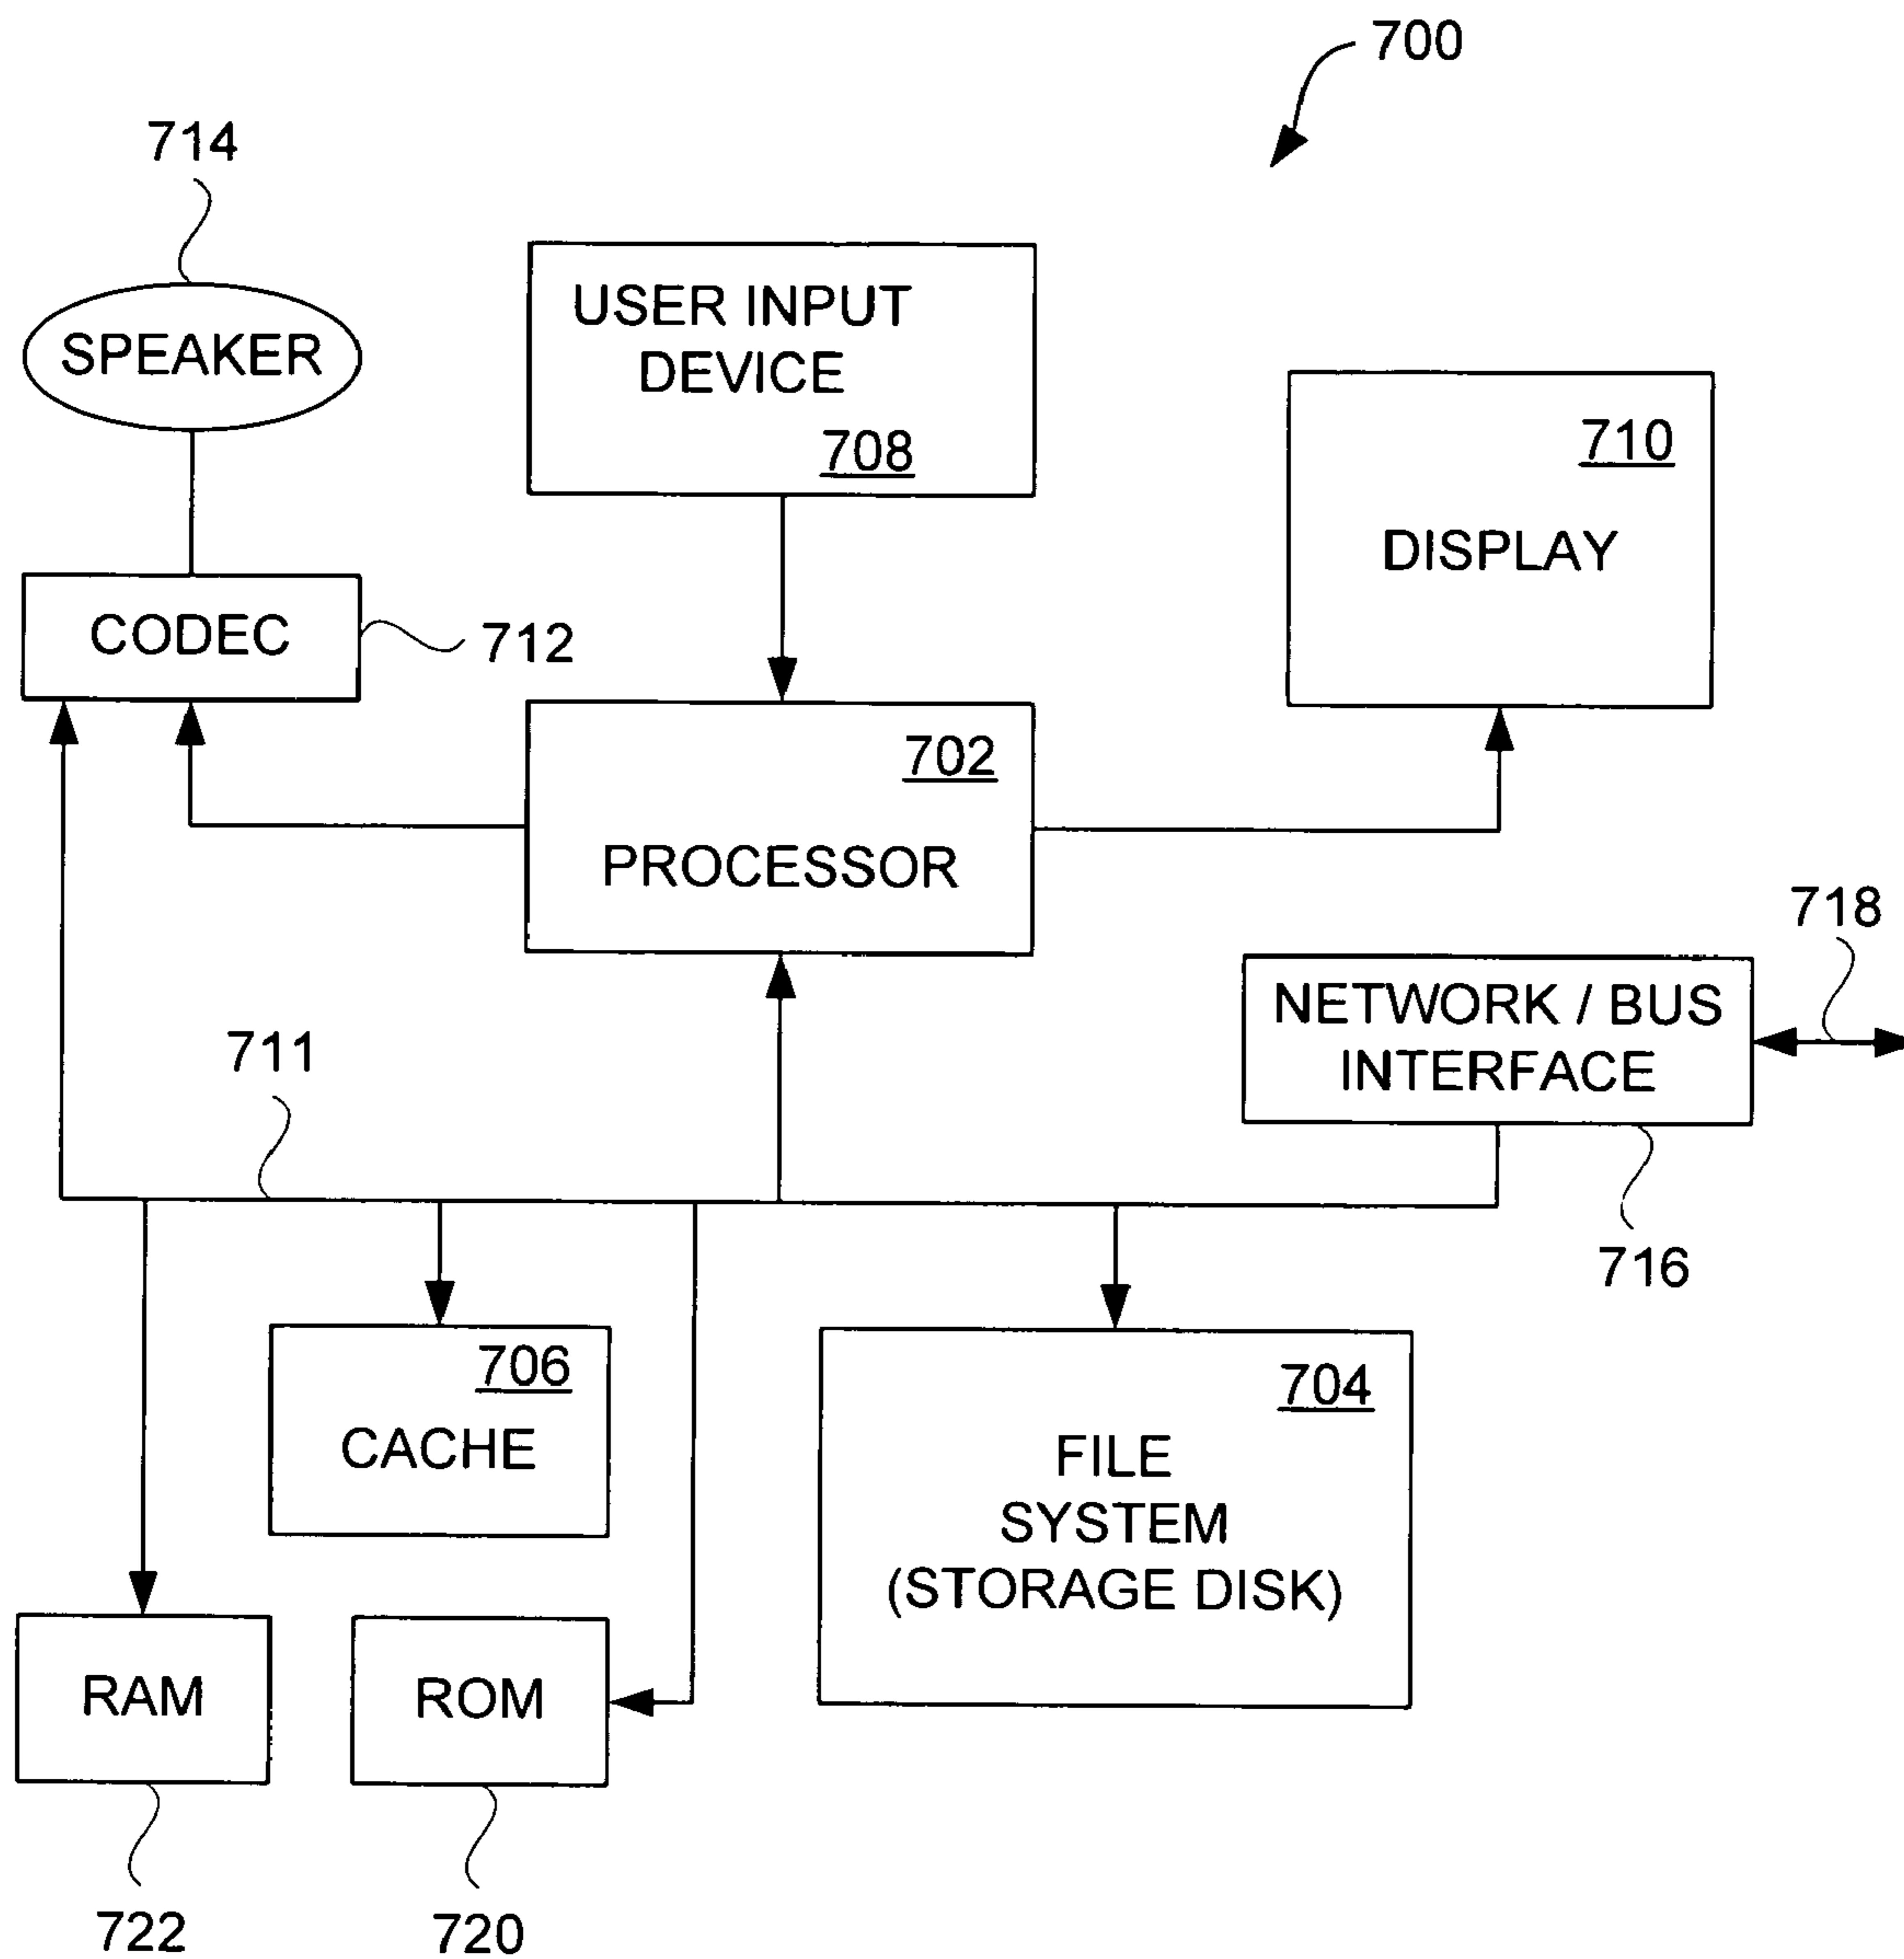 700
714
SPEAKER
USER INPUT
DEVICE
708
710
DISPLAY
CODEC
712
702
PROCESSOR
718
NETWORK / BUS
INTERFACE
711
716
706
CACHE
704
FILE
SYSTEM
(STORAGE DISK)
RAM
ROM
722
720